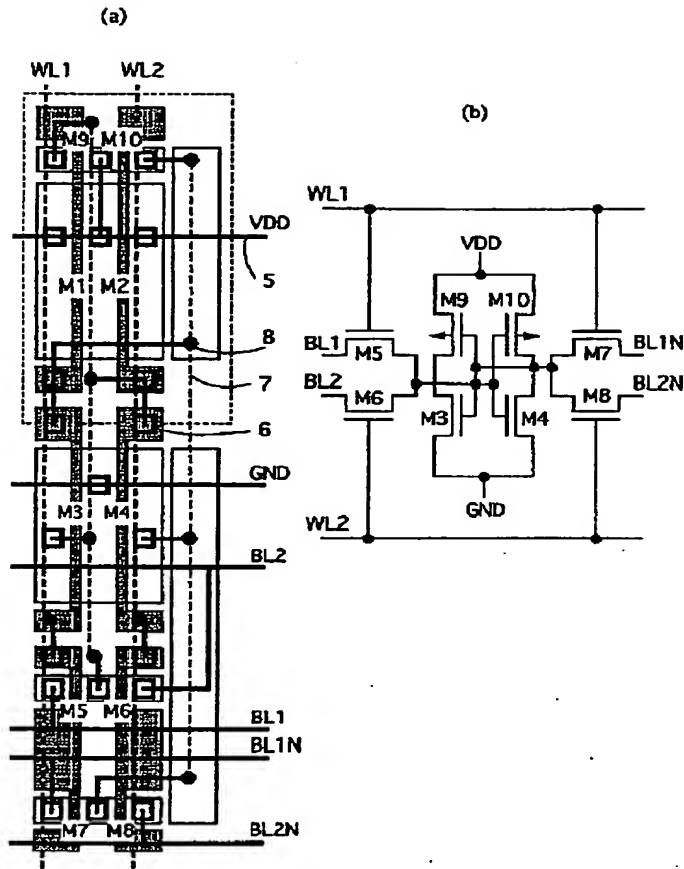 (a)
WL1 WL2
M9 M10
VDD
5
M1 M2
8
7
6
GND
M3 M4
BL2
M5 M6
BL1
BL1N
M7 M8
BL2N
(b)
WL1
VDD
M9 M10
BL1 M5 M7 BL1N
BL2 M6 M8 BL2N
M3 M4
GND
WL2